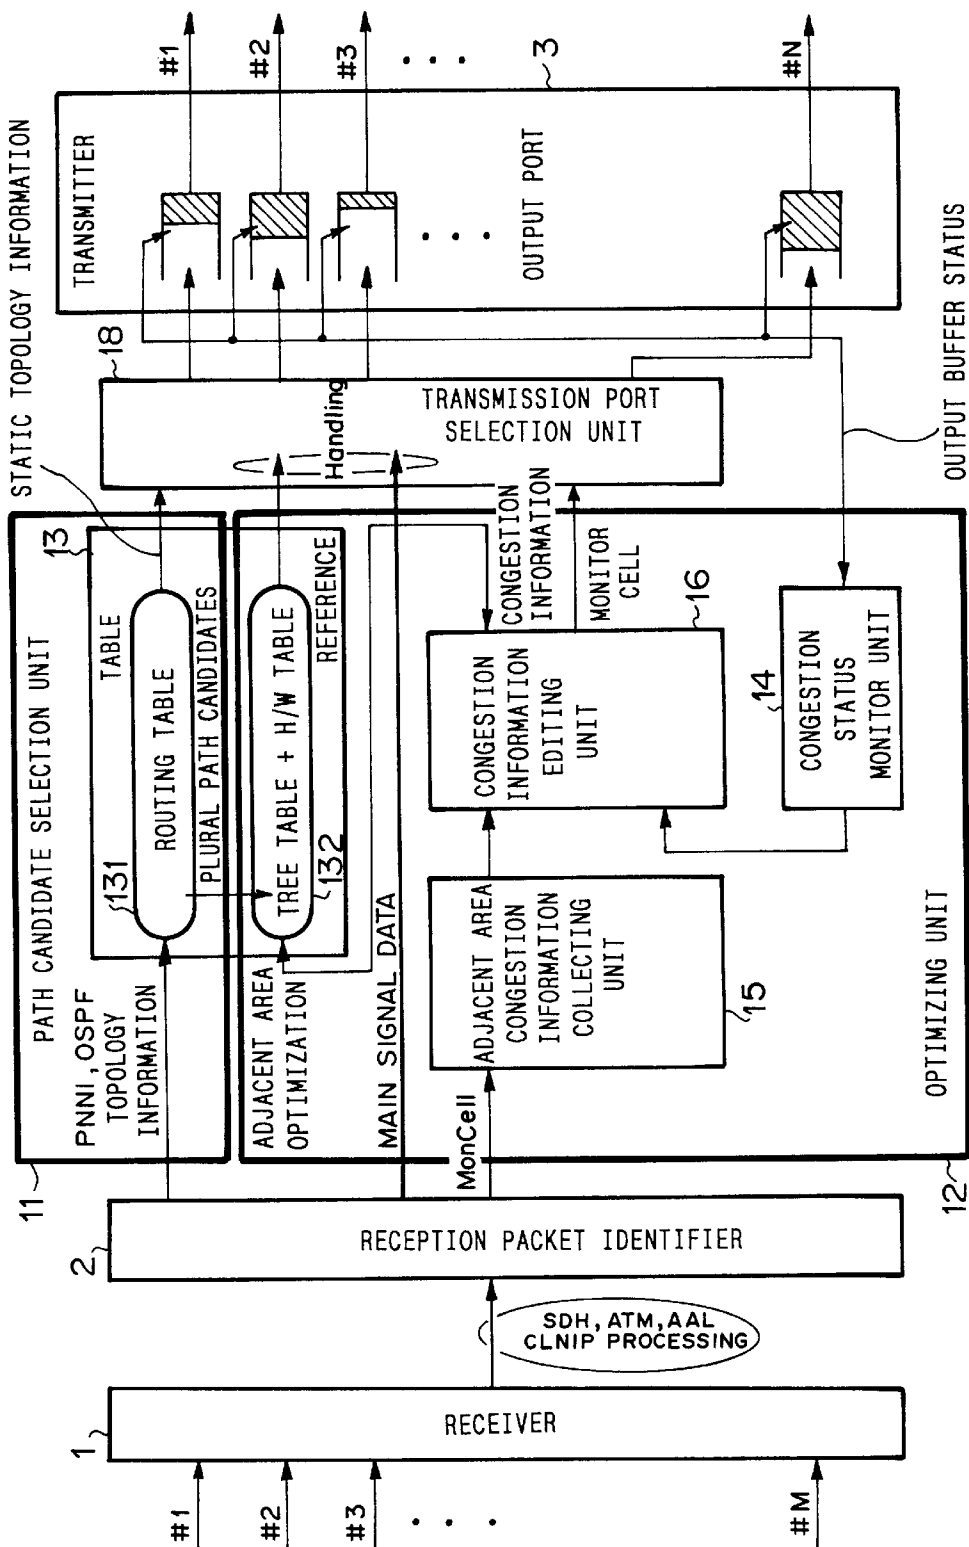 #1
#2
#3
#M
1
RECEIVER
SDH, ATM, AAL
CLNIP PROCESSING
2
RECEPTION PACKET IDENTIFIER
11
PATH CANDIDATE SELECTION UNIT
PNNI, OSPF
TOPOLOGY
INFORMATION
13
TABLE
131
ROUTING TABLE
PLURAL PATH CANDIDATES
TREE TABLE + H/W TABLE
132
REFERENCE
ADJACENT AREA
OPTIMIZATION
MAIN SIGNAL DATA
MonCell
ADJACENT AREA
CONGESTION
INFORMATION
COLLECTING
UNIT
15
CONGESTION
INFORMATION
EDITING
UNIT
16
CONGESTION
INFORMATION
MONITOR
CELL
14
CONGESTION
STATUS
MONITOR UNIT
OPTIMIZING UNIT
12
STATIC TOPOLOGY INFORMATION
18
Handling
TRANSMISSION PORT
SELECTION UNIT
OUTPUT BUFFER STATUS
TRANSMITTER
OUTPUT PORT
3
#1
#2
#3
#N